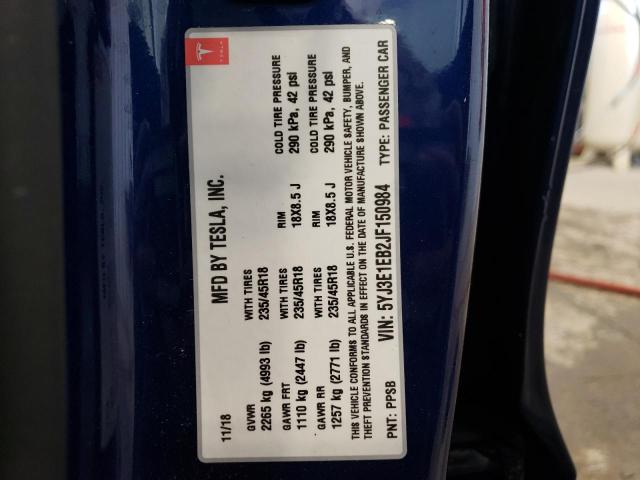 TESLA
MFD BY TESLA, INC.
11/18
GVWR WITH TIRES RIM COLD TIRE PRESSURE
2265 kg (4993 lb) 235/45R18 18X8.5 J 290 kPa, 42 psi
GAWR FRT WITH TIRES RIM COLD TIRE PRESSURE
1110 kg (2447 lb) 235/45R18 18X8.5 J 290 kPa, 42 psi
GAWR RR WITH TIRES
1257 kg (2771 lb) 235/45R18
THIS VEHICLE CONFORMS TO ALL APPLICABLE U.S. FEDERAL MOTOR VEHICLE SAFETY, BUMPER, AND
THEFT PREVENTION STANDARDS IN EFFECT ON THE DATE OF MANUFACTURE SHOWN ABOVE.
VIN: 5YJ3E1EB2JF150984
PNT: PPSB TYPE: PASSENGER CAR